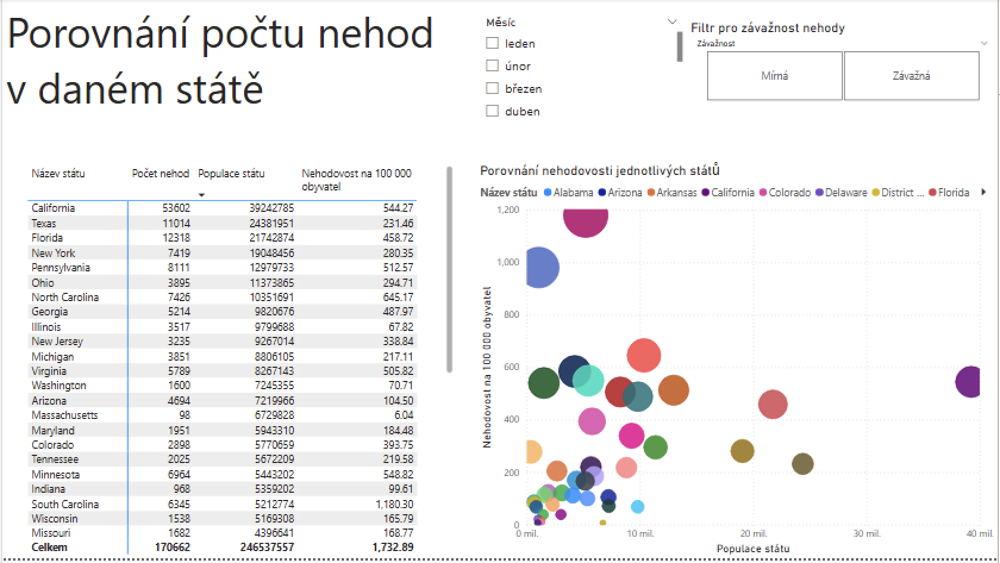 Porovnání počtu nehod
v daném státě
Měsíc
leden
únor
březen
duben
Filtr pro závažnost nehody
Závažnost
Mírná
Závažná
Název státu Počet nehod Populace státu Nehodovost na 100 000
obyvatel
California 53602 39242785 544.27
Texas 11014 24381951 231.46
Florida 12318 21742874 458.72
New York 7419 19048456 280.35
Pennsylvania 8111 12979733 512.57
Ohio 3895 11373865 294.71
North Carolina 7426 10351691 645.17
Georgia 5214 9820676 487.97
Illinois 3517 9799688 67.82
New Jersey 3235 9267014 338.84
Michigan 3851 8806105 217.11
Virginia 5789 8267143 505.82
Washington 1600 7245355 70.71
Arizona 4694 7219966 104.50
Massachusetts 98 6729828 6.04
Maryland 1951 5943310 184.48
Colorado 2898 5770659 393.75
Tennessee 2025 5672209 219.58
Minnesota 6964 5443202 548.82
Indiana 968 5359202 99.61
South Carolina 6345 5212774 1,180.30
Wisconsin 1538 5169308 165.79
Missouri 1682 4396641 168.77
Celkem 170662 246537557 1,732.89
Porovnání nehodovosti jednotlivých států
Název státu Alabama Arizona Arkansas California Colorado Delaware District ... Florida
1,200
1,000
800
600
400
200
0
Nehodovost na 100 000 obyvatel
0 mil. 10 mil. 20 mil. 30 mil. 40 mil.
Populace státu